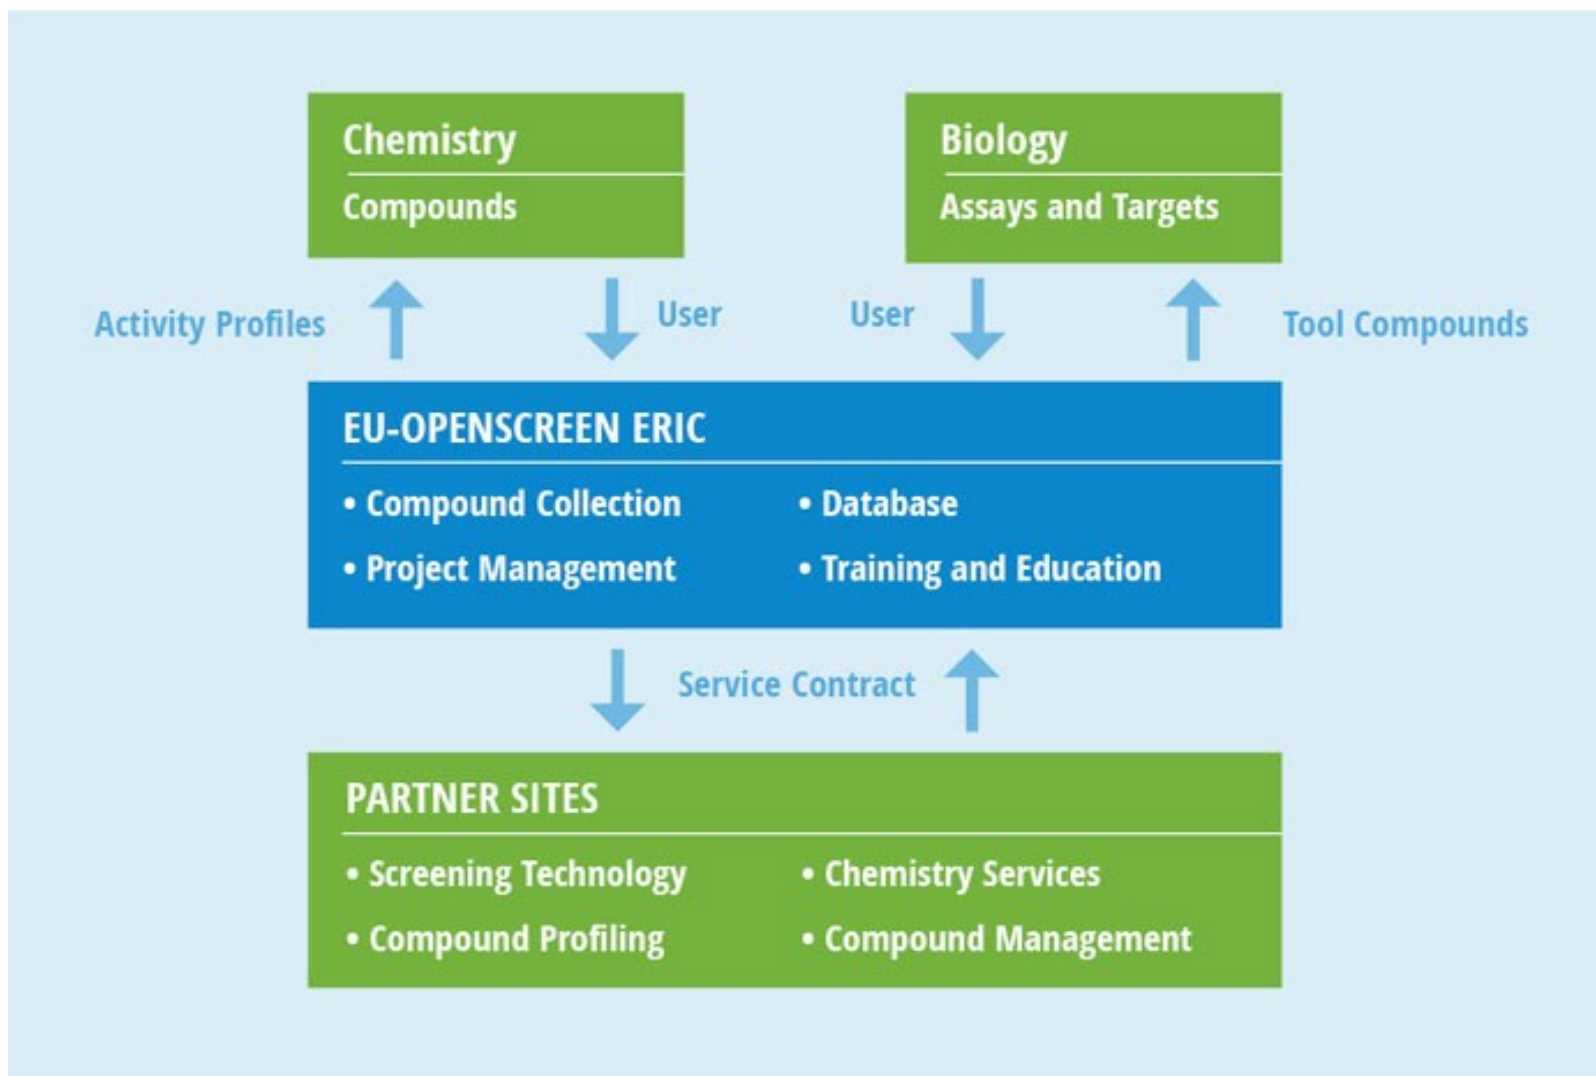 Chemistry
Compounds
Biology
Assays and Targets
Activity Profiles
User
User
Tool Compounds
EU-OPENSCREEN ERIC
• Compound Collection
• Database
• Project Management
• Training and Education
Service Contract
PARTNER SITES
• Screening Technology
• Chemistry Services
• Compound Profiling
• Compound Management